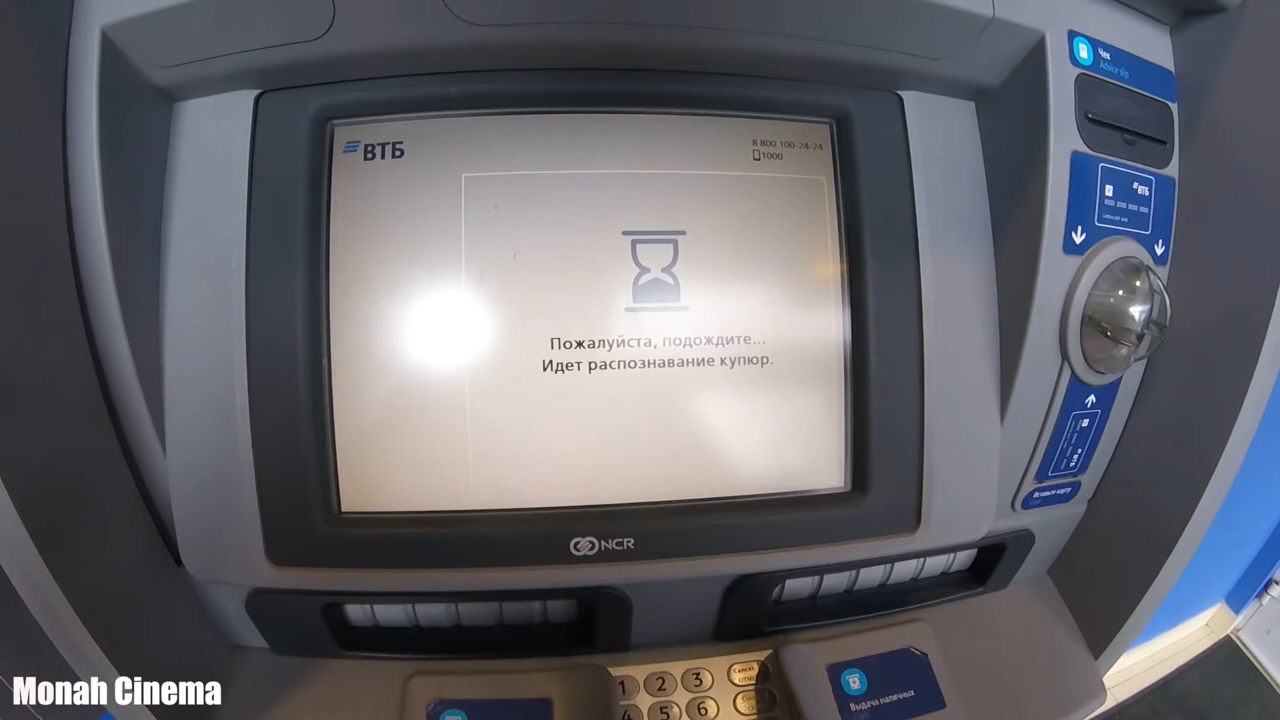 ВТБ
8 800 100-24-24
1000
Пожалуйста, подождите...
Идет распознавание купюр.
NCR
Чек
Advice slip
ВТБ
ВТБ
Вставьте карту
1 2 3 Cancel
4 5 6
Выдача наличных
Monah Cinema